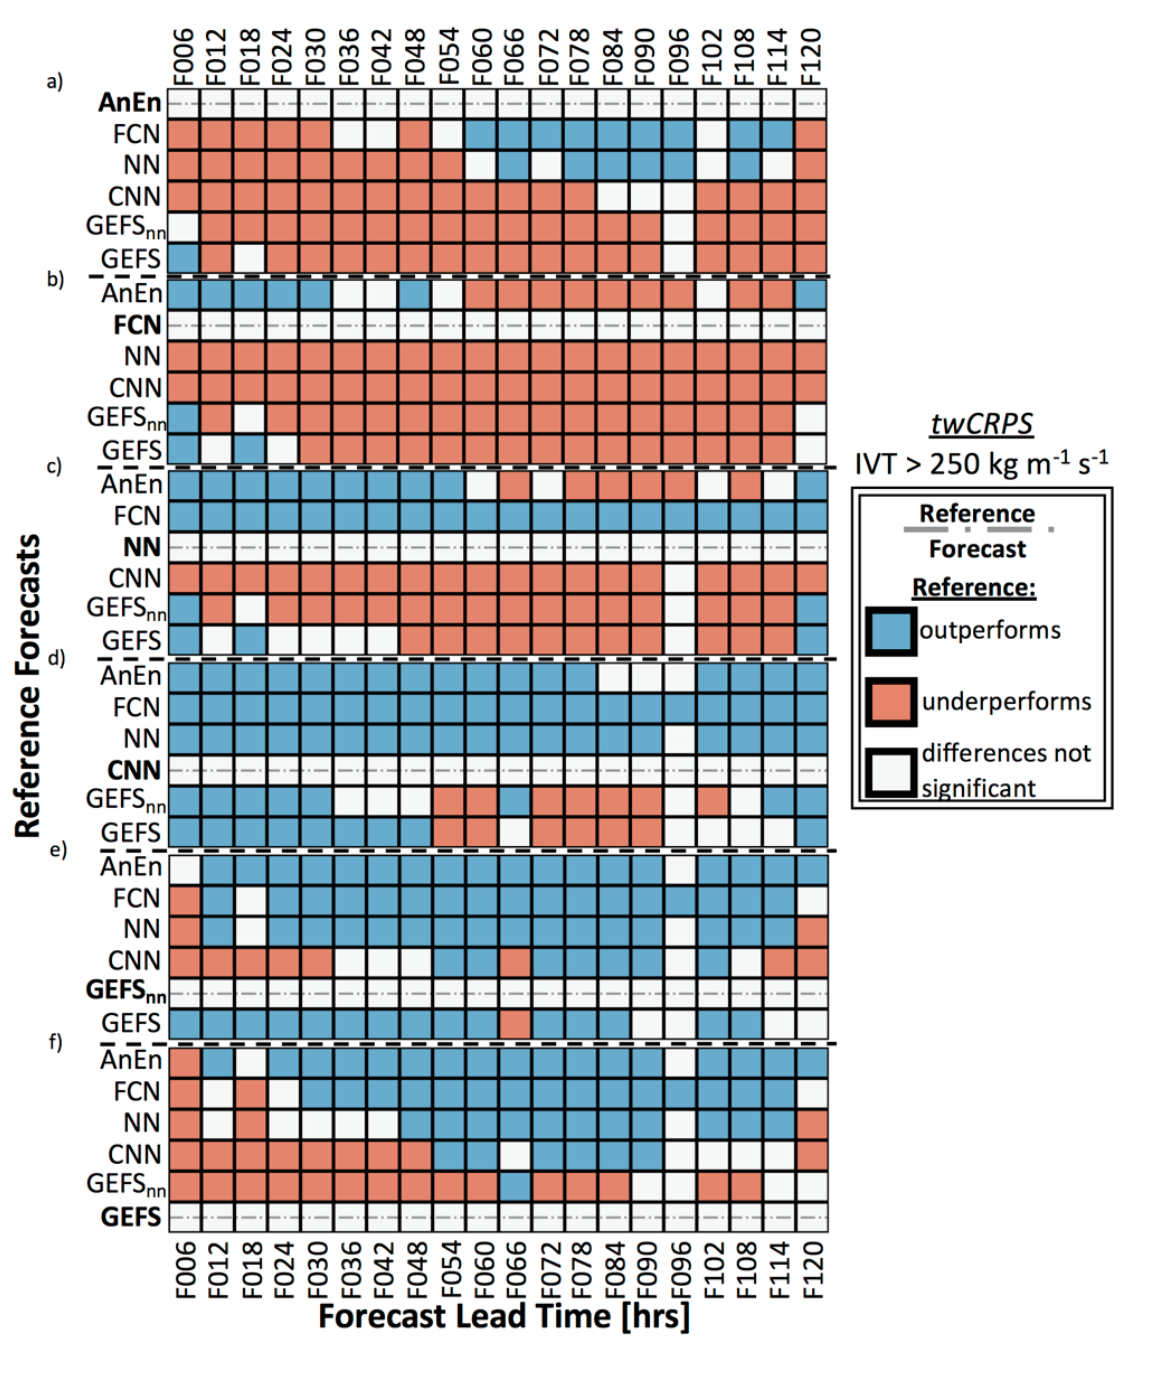 F006 F012 F018 F024 F030 F036 F042 F048 F054 F060 F066 F072 F078 F084 F090 F096 F102 F108 F114 F120
a)
AnEn
FCN
NN
CNN
GEFSnn
GEFS
b)
AnEn
FCN
NN
CNN
GEFSnn
GEFS
c)
AnEn
FCN
NN
CNN
GEFSnn
GEFS
d)
AnEn
FCN
NN
CNN
GEFSnn
GEFS
e)
AnEn
FCN
NN
CNN
GEFSnn
GEFS
f)
AnEn
FCN
NN
CNN
GEFSnn
GEFS
F006 F012 F018 F024 F030 F036 F042 F048 F054 F060 F066 F072 F078 F084 F090 F096 F102 F108 F114 F120
Forecast Lead Time [hrs]
Reference Forecasts
twCRPS
IVT > 250 kg m-1 s-1
Reference
Forecast
Reference:
outperforms
underperforms
differences not
significant